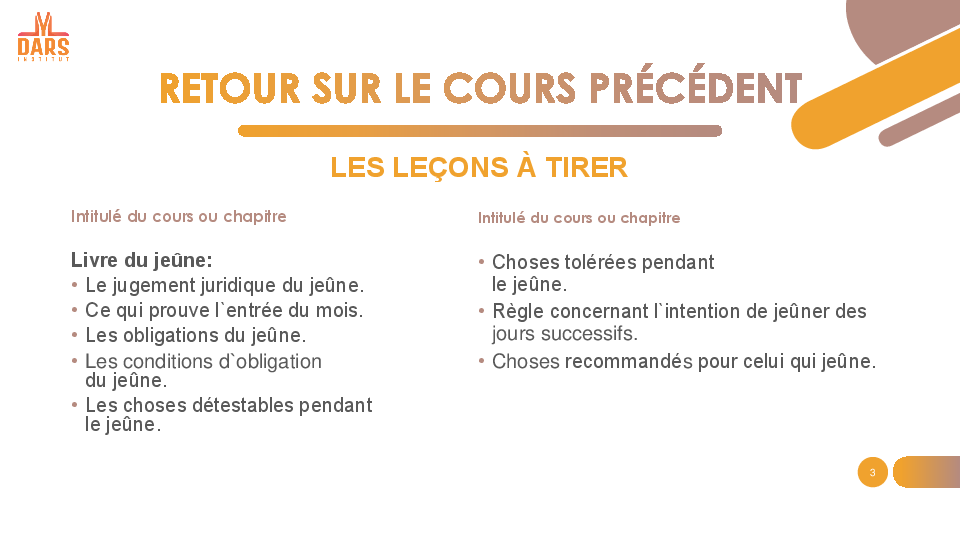 DARS
INSTITUT
RETOUR SUR LE COURS PRÉCÉDENT
LES LEÇONS À TIRER
Intitulé du cours ou chapitre
Livre du jeûne:
• Le jugement juridique du jeûne.
• Ce qui prouve l`entrée du mois.
• Les obligations du jeûne.
• Les conditions d`obligation
du jeûne.
• Les choses détestables pendant
le jeûne.
Intitulé du cours ou chapitre
• Choses tolérées pendant
le jeûne.
• Règle concernant l`intention de jeûner des
jours successifs.
• Choses recommandés pour celui qui jeûne.
3